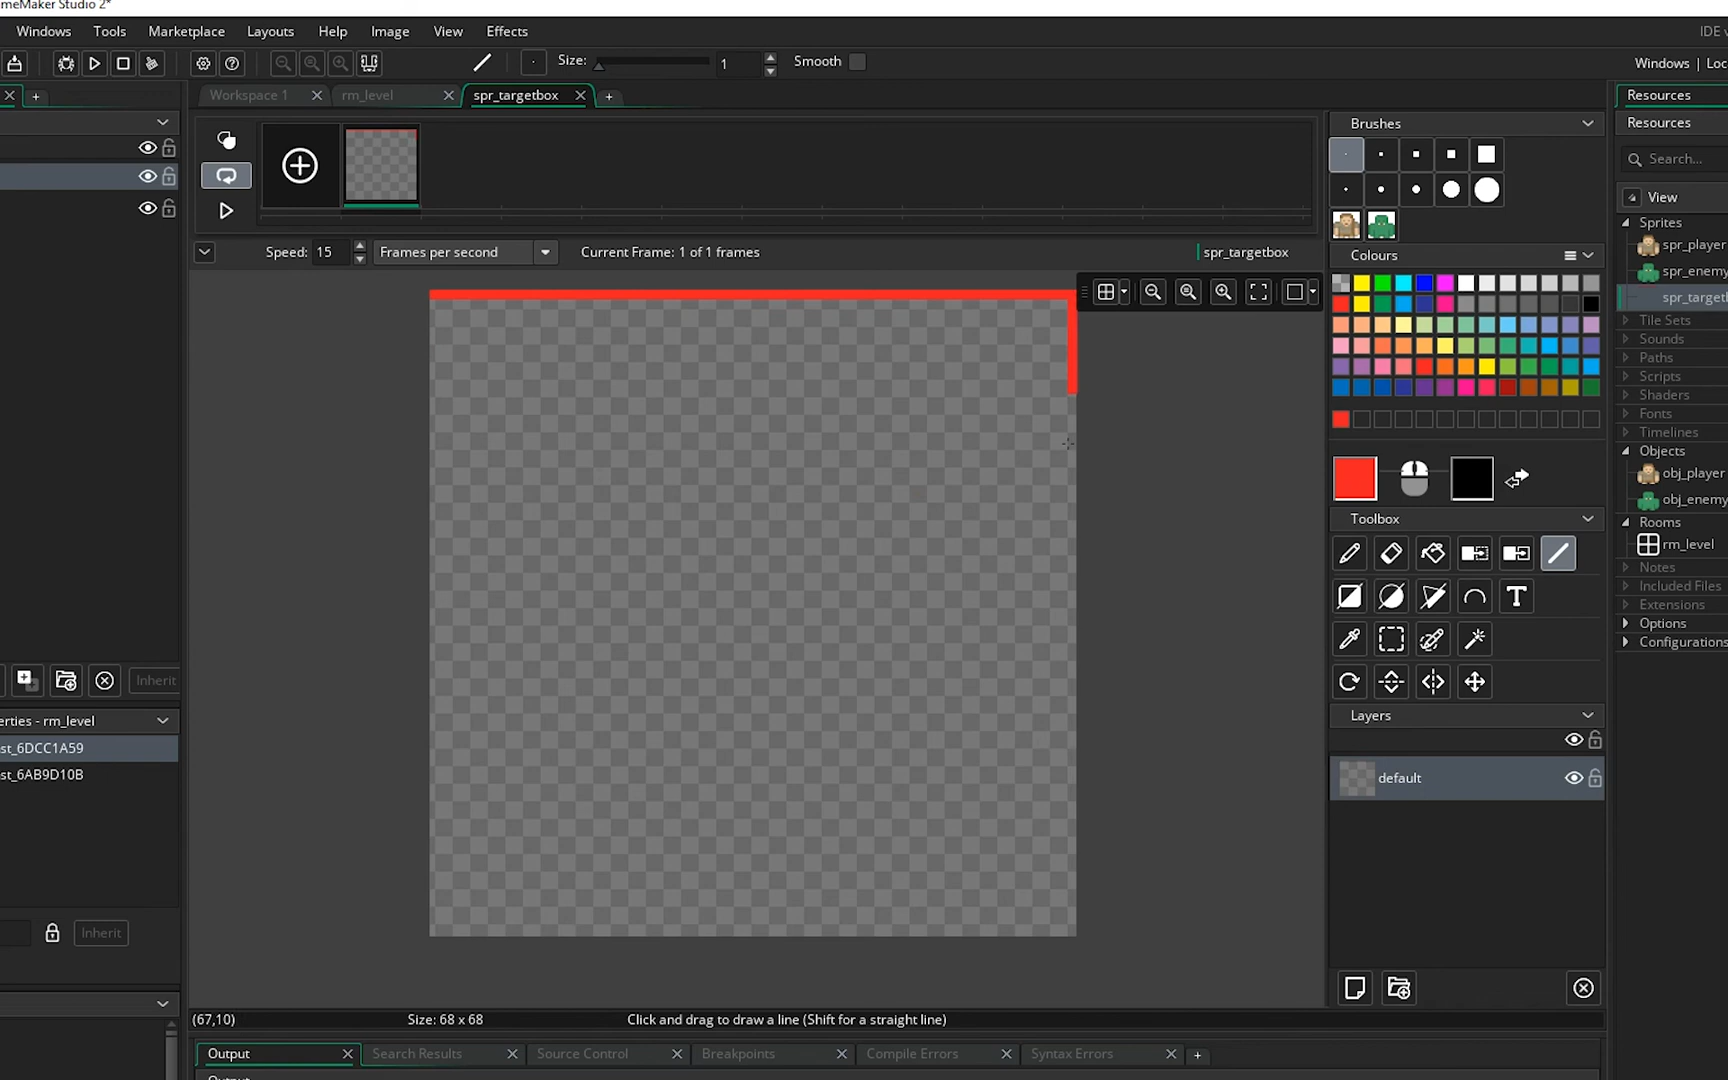 meMaker Studio 2*
Windows Tools Marketplace Layouts Help Image View Effects IDE v
Size: 1 Smooth Windows | Loc
Workspace 1 rm_level spr_targetbox Resources
Brushes Resources
Search...
View
Sprites
spr_player
Speed: 15 Frames per second Current Frame: 1 of 1 frames spr_targetbox Colours
spr_enemy
spr_targetb
Tile Sets
Sounds
Paths
Scripts
Shaders
Fonts
Timelines
Objects
obj_player
obj_enemy
Toolbox
Rooms
rm_level
Notes
Included Files
Extensions
Options
Configurations
Inherit
erties - rm_level Layers
st_6DCC1A59
st_6AB9D10B
default
Inherit
(67,10) Size: 68 x 68 Click and drag to draw a line (Shift for a straight line)
Output Search Results Source Control Breakpoints Compile Errors Syntax Errors